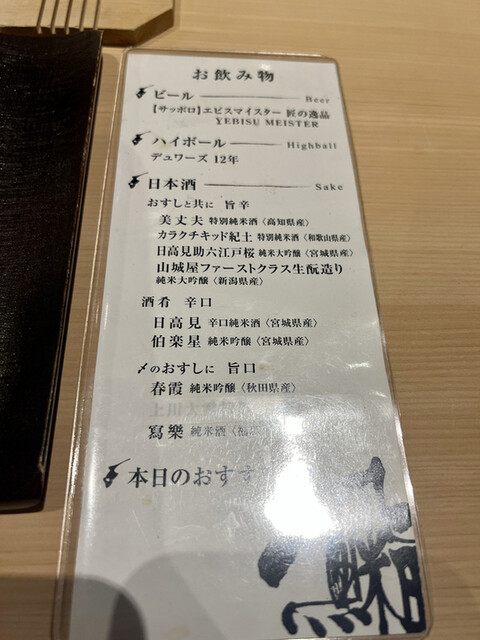 お飲み物
ビール Beer
【サッポロ】エビスマイスター 匠の逸品
YEBISU MEISTER
ハイボール Highball
デュワーズ 12年
日本酒 Sake
おすしと共に 旨辛
美丈夫 特別純米酒〈高知県産〉
カラクチキッド紀土 特別純米酒〈和歌山県産〉
日高見助六江戸桜 純米大吟醸〈宮城県産〉
山城屋ファーストクラス生酛造り
純米大吟醸〈新潟県産〉
酒肴 辛口
日高見 辛口純米酒〈宮城県産〉
伯楽星 純米吟醸〈宮城県産〉
〆のおすしに 旨口
春霞 純米吟醸〈秋田県産〉
寫樂 純米酒
本日のおすす